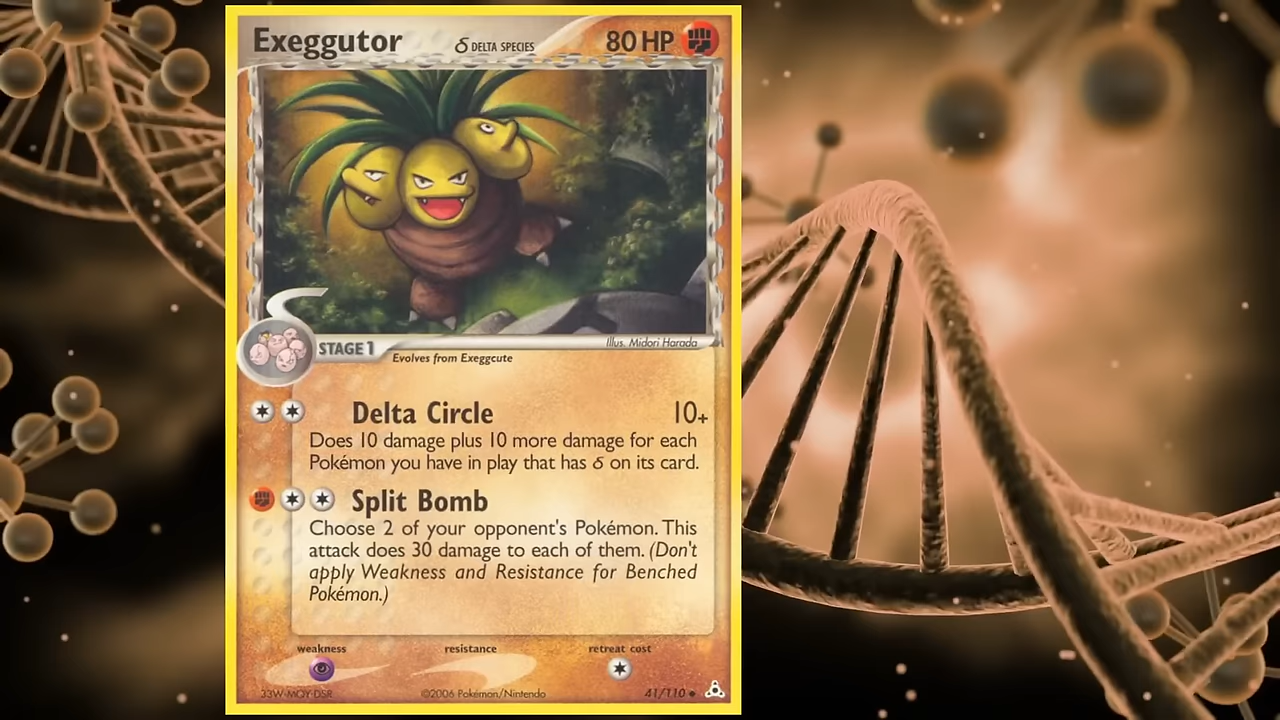 Exeggutor δ DELTA SPECIES 80 HP
Illus. Midori Harada
STAGE 1
Evolves from Exeggcute
Delta Circle 10+
Does 10 damage plus 10 more damage for each
Pokémon you have in play that has δ on its card.
Split Bomb
Choose 2 of your opponent's Pokémon. This
attack does 30 damage to each of them. (Don't
apply Weakness and Resistance for Benched
Pokémon.)
weakness resistance retreat cost
33W-MQY-DSR ©2006 Pokémon/Nintendo 41/110